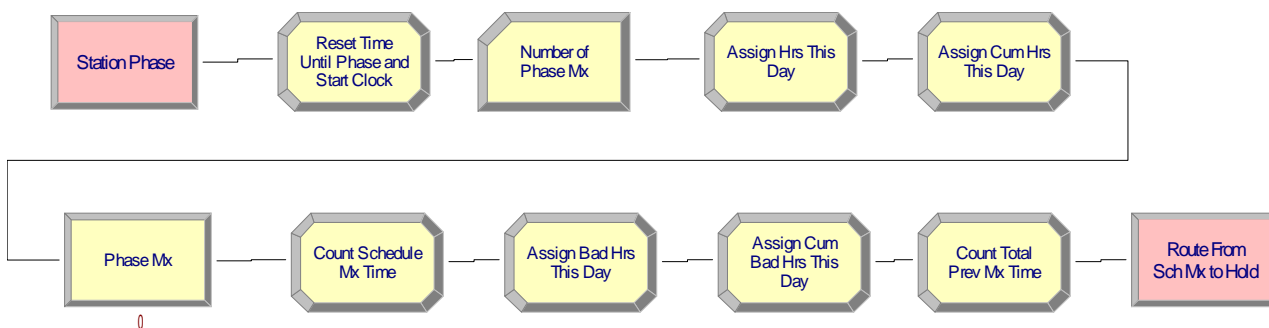 Station Phase
Reset Time
Until Phase and
Start Clock
Number of
Phase Mx
Assign Hrs This
Day
Assign Cum Hrs
This Day
Phase Mx
0
Count Schedule
Mx Time
Assign Bad Hrs
This Day
Assign Cum
Bad Hrs This
Day
Count Total
Prev Mx Time
Route From
Sch Mx to Hold